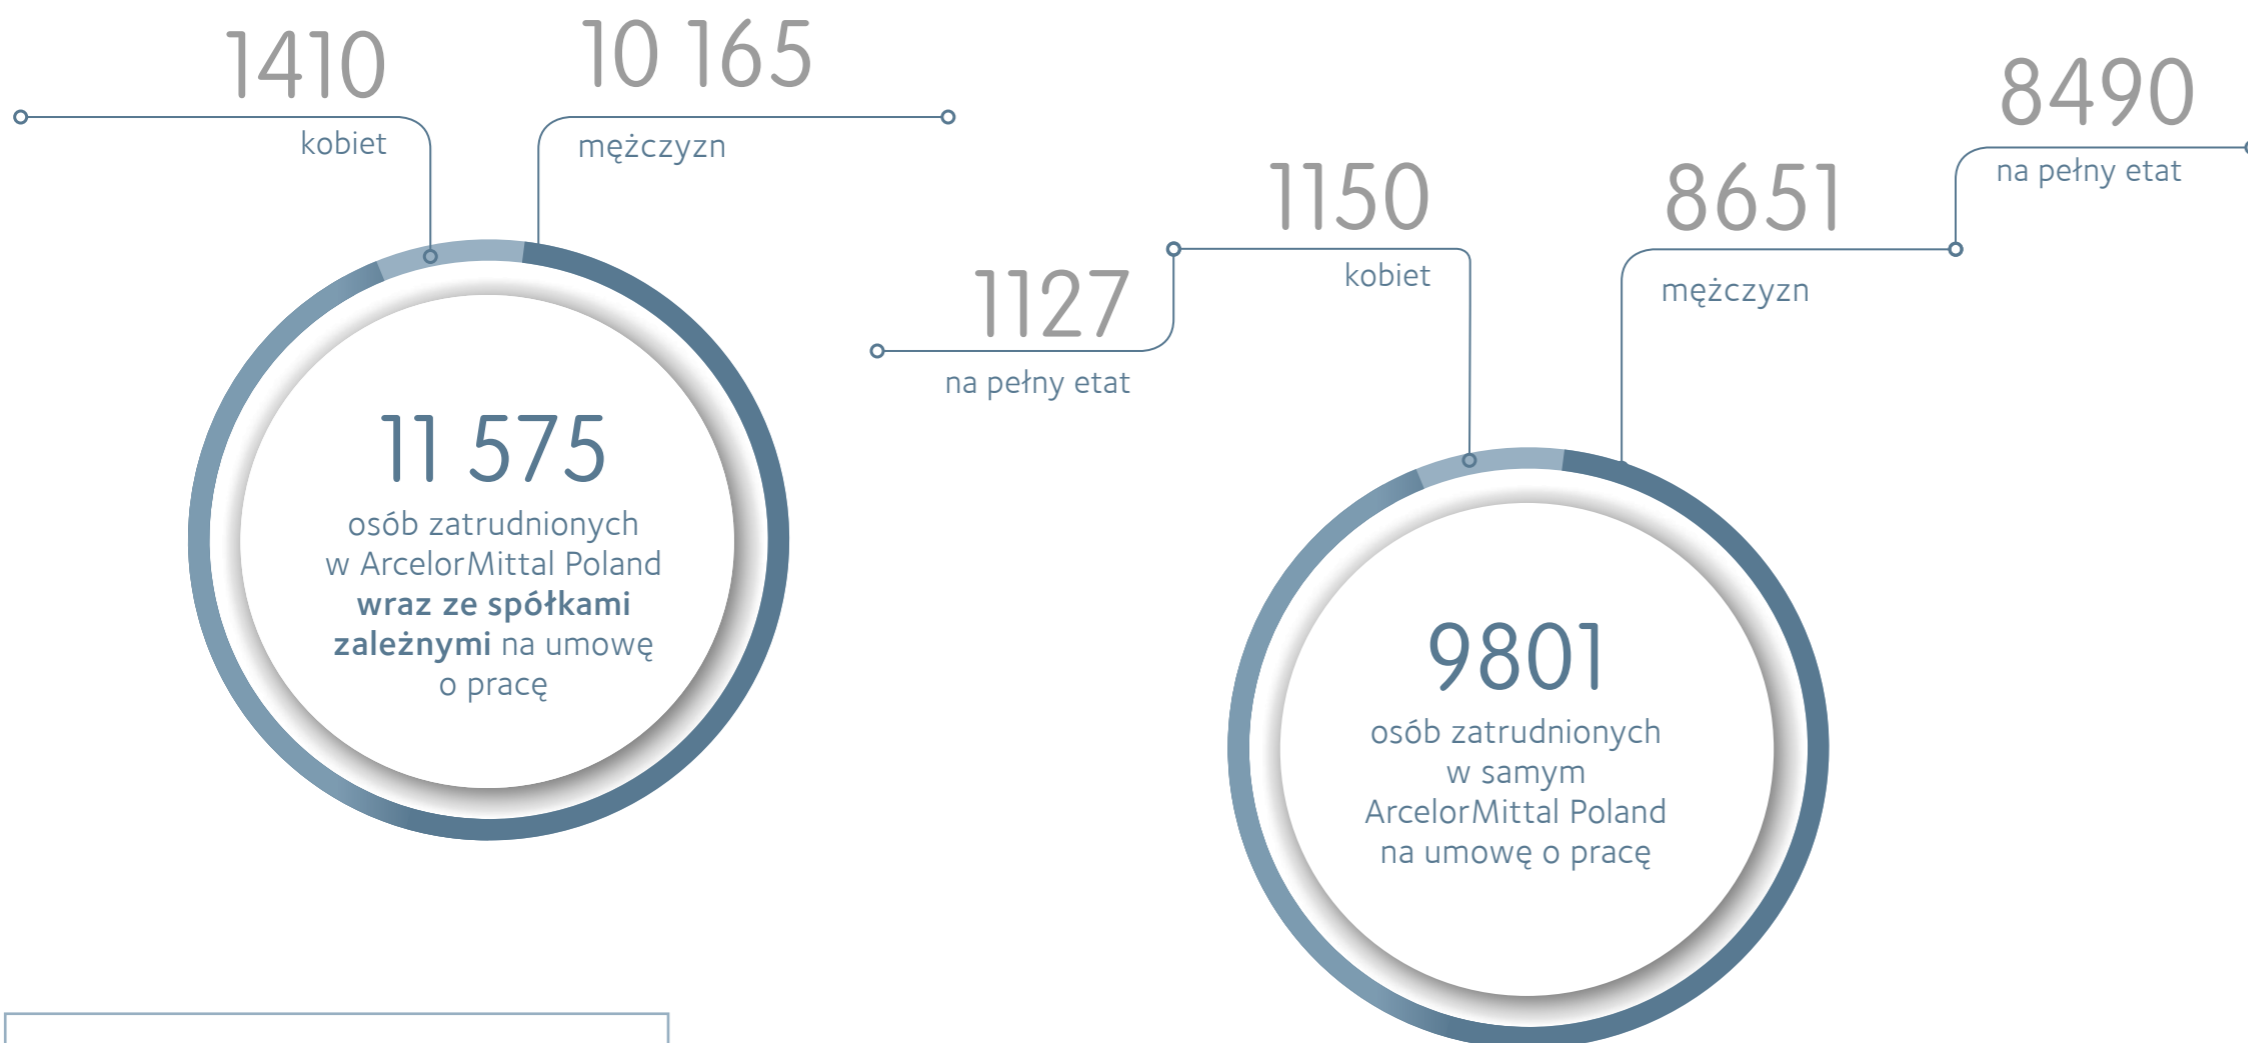 1410
kobiet
10 165
mężczyzn
11 575
osób zatrudnionych
w ArcelorMittal Poland
wraz ze spółkami
zależnymi na umowę
o pracę
1127
na pełny etat
1150
kobiet
8651
mężczyzn
8490
na pełny etat
9801
osób zatrudnionych
w samym
ArcelorMittal Poland
na umowę o pracę